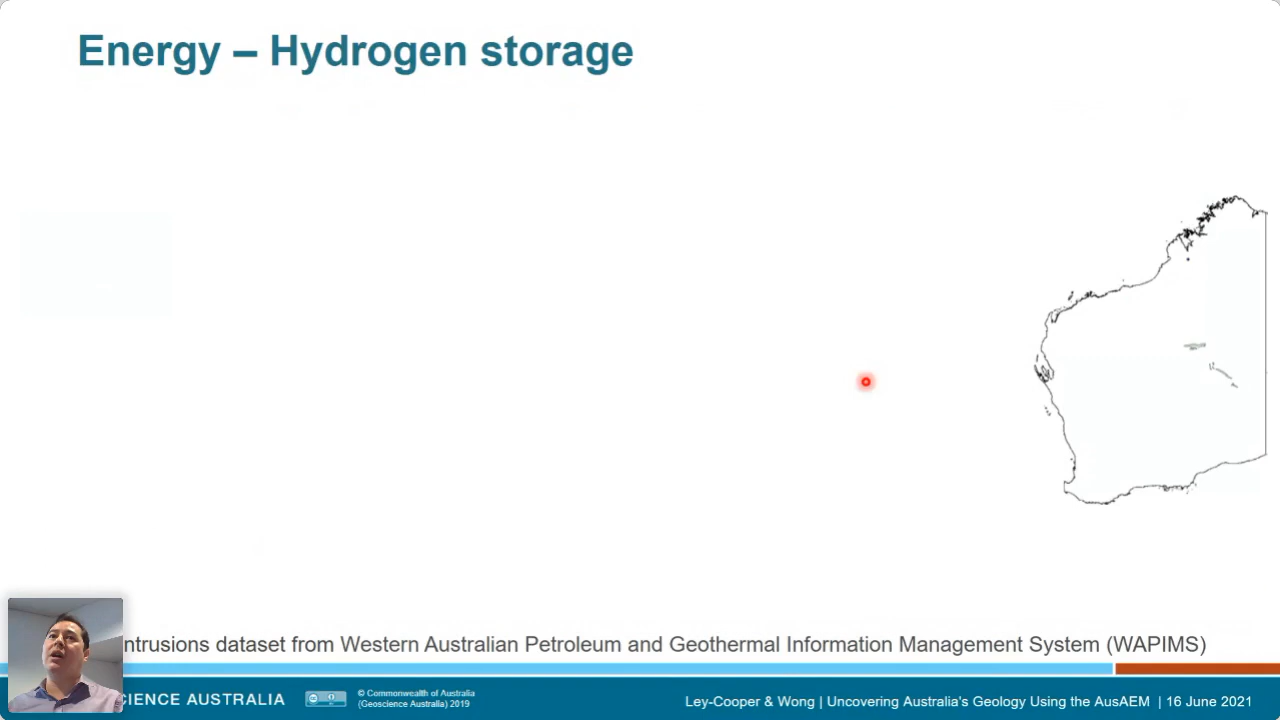 Energy – Hydrogen storage
ntrusions dataset from Western Australian Petroleum and Geothermal Information Management System (WAPIMS)
CIENCE AUSTRALIA
© Commonwealth of Australia
(Geoscience Australia) 2019
Ley-Cooper & Wong | Uncovering Australia's Geology Using the AusAEM | 16 June 2021